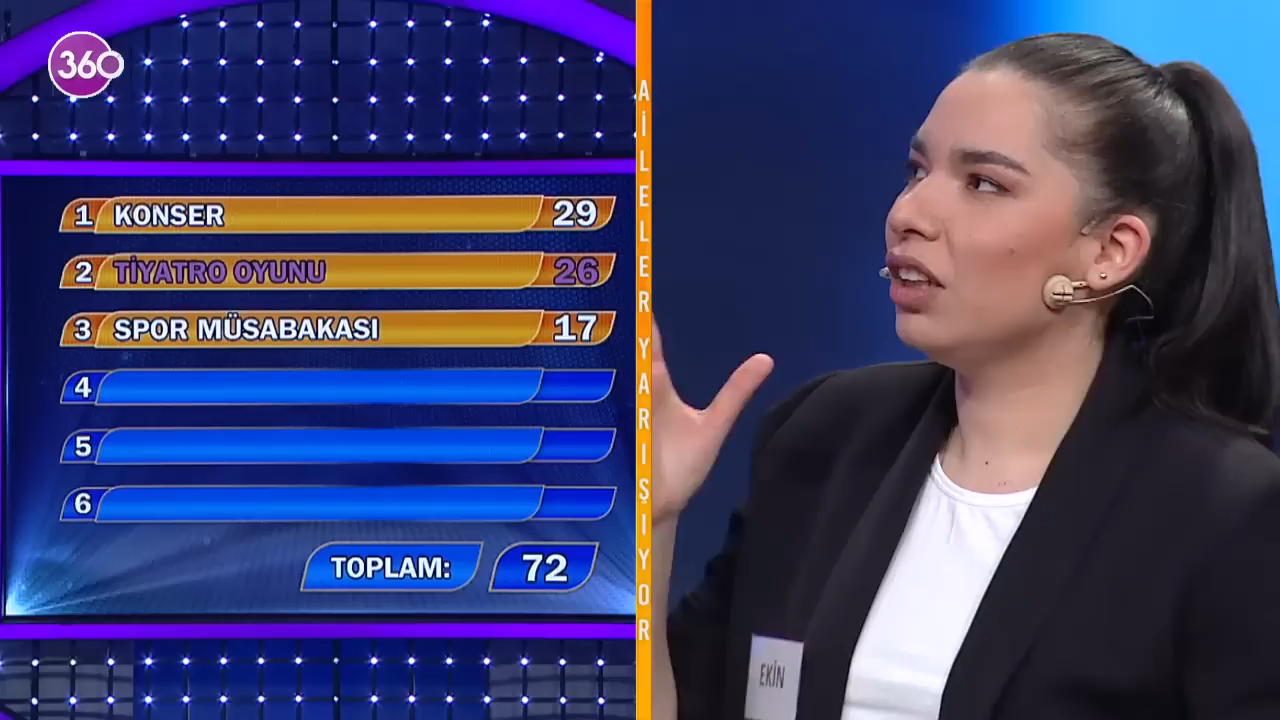 360
1 KONSER 29
2 TİYATRO OYUNU 26
3 SPOR MÜSABAKASI 17
4
5
6
TOPLAM: 72
AİLELER YARIŞIYOR
EKİN